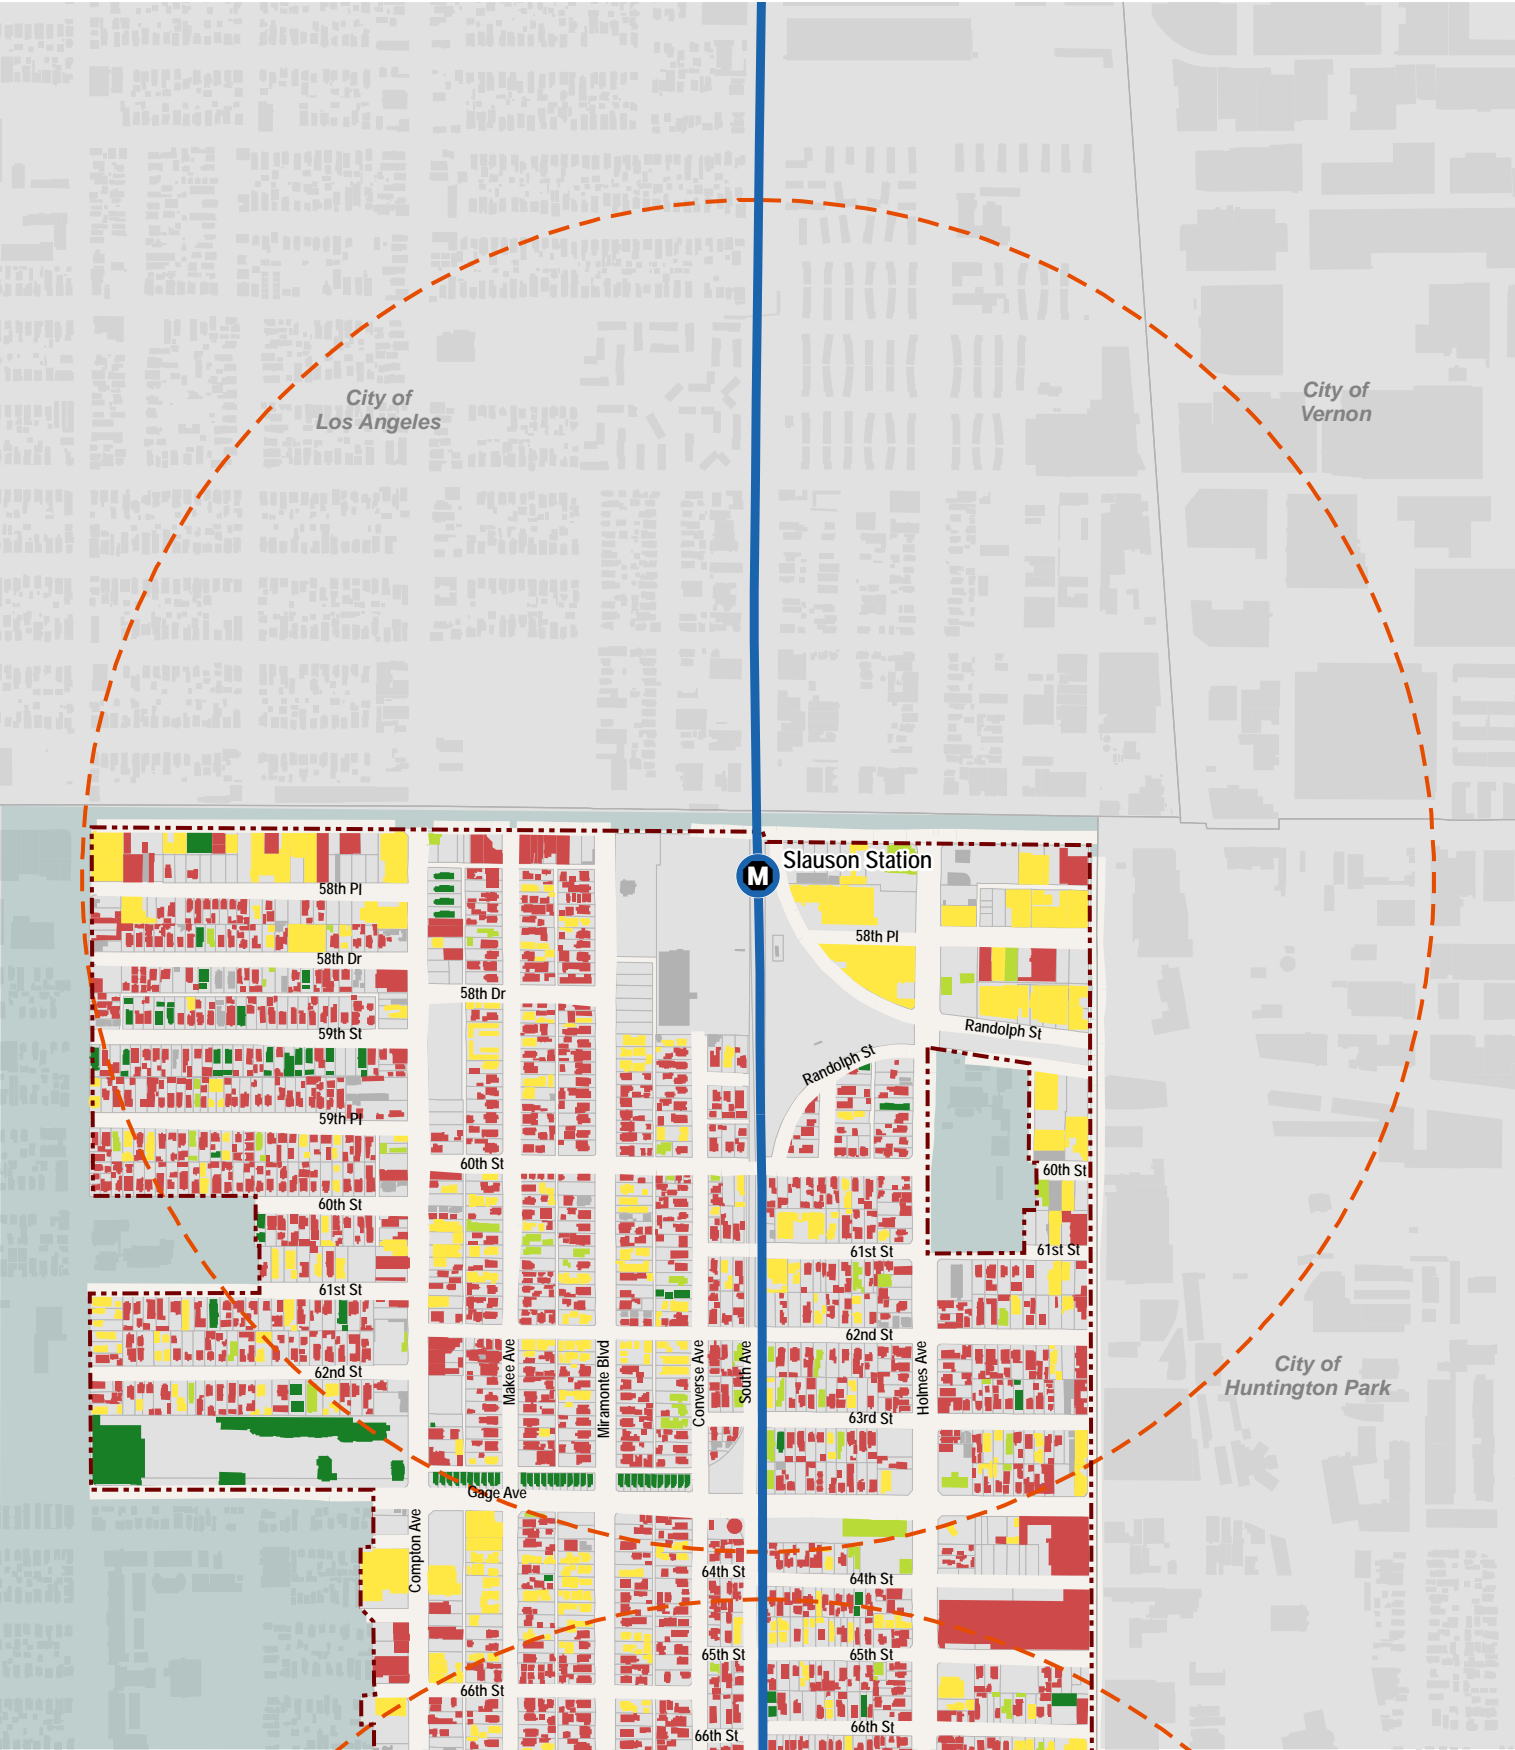 City of
Los Angeles
City of
Vernon
M
Slauson Station
58th Pl
58th Pl
58th Dr
58th Dr
59th St
Randolph St
Randolph St
59th Pl
60th St
60th St
60th St
61st St
61st St
61st St
62nd St
62nd St
Makee Ave
Miramonte Blvd
Converse Ave
South Ave
Holmes Ave
City of
Huntington Park
63rd St
Gage Ave
Compton Ave
64th St
64th St
65th St
65th St
66th St
66th St
66th St